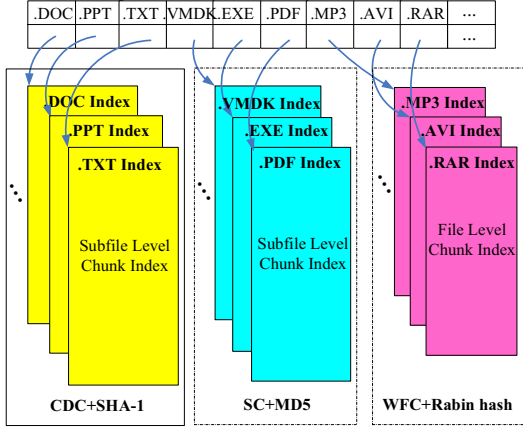 .DOC .PPT .TXT .VMDK .EXE .PDF .MP3 .AVI .RAR ...
...
.DOC Index
.PPT Index
.TXT Index
Subfile Level
Chunk Index
...
CDC+SHA-1
.VMDK Index
.EXE Index
.PDF Index
Subfile Level
Chunk Index
...
SC+MD5
.MP3 Index
.AVI Index
.RAR Index
File Level
Chunk Index
...
WFC+Rabin hash